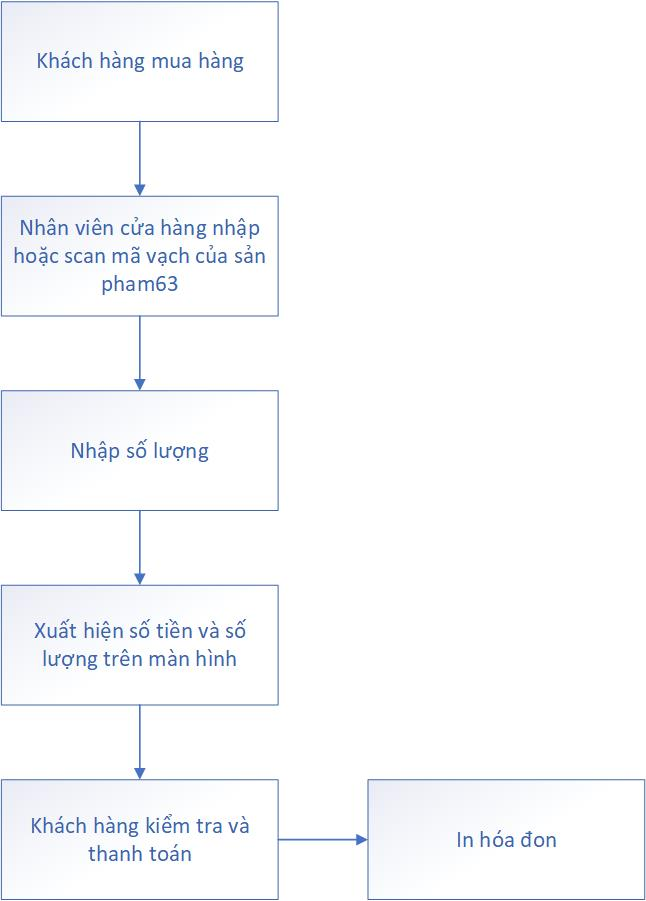 Khách hàng mua hàng
Nhân viên cửa hàng nhập
hoặc scan mã vạch của sản
pham63
Nhập số lượng
Xuất hiện số tiền và số
lượng trên màn hình
Khách hàng kiểm tra và
thanh toán
In hóa đon